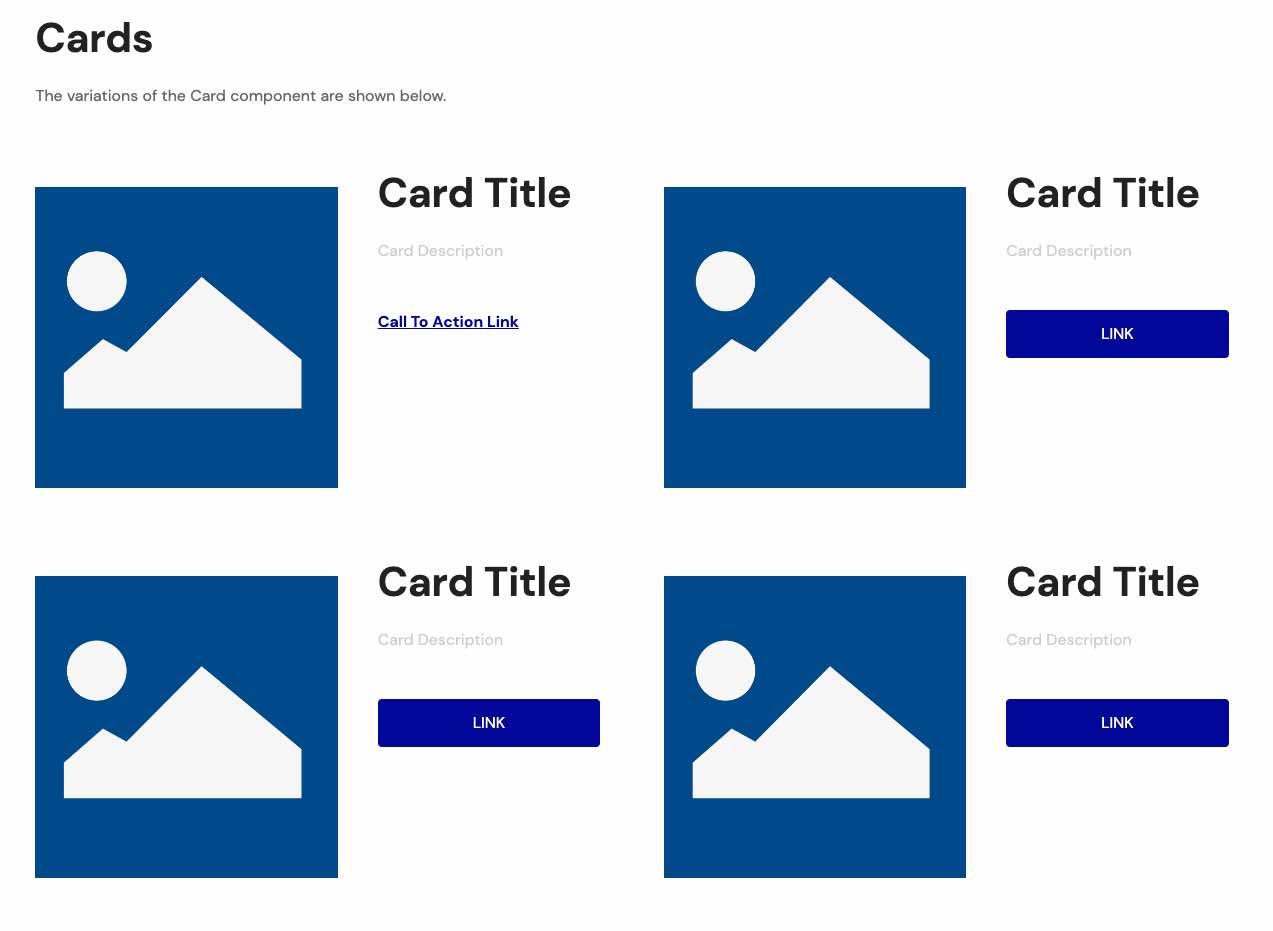 Cards
The variations of the Card component are shown below.
Card Title
Card Description
Call To Action Link
Card Title
Card Description
LINK
Card Title
Card Description
LINK
Card Title
Card Description
LINK